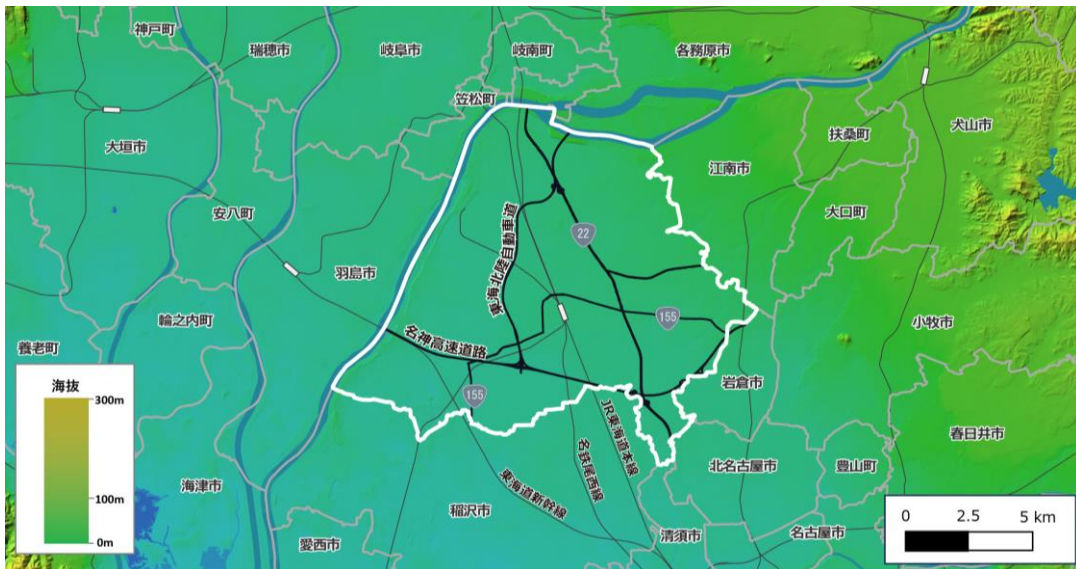 神戸町
瑞穂市
岐阜市
岐南町
各務原市
笠松町
大垣市
扶桑町
犬山市
江南市
安八町
大口町
22
東海北陸自動車道
羽島市
輪之内町
155
小牧市
養老町
名神高速道路
海抜
300m
100m
0m
岩倉市
155
JR東海道本線
名鉄尾西線
春日井市
北名古屋市
豊山町
海津市
東海道新幹線
稲沢市
清須市
名古屋市
愛西市
0 2.5 5 km